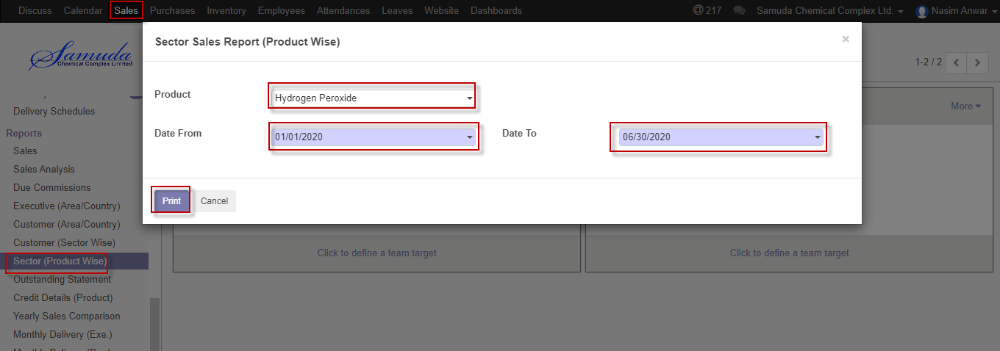 Discuss Calendar Sales Purchases Inventory Employees Attendances Leaves Website Dashboards @ 217 Samuda Chemical Complex Ltd. Nasim Anwar
Samuda
Chemical Complex Limited
Sector Sales Report (Product Wise) ×
1-2 / 2
Product Hydrogen Peroxide
Delivery Schedules
More
Reports
Date From 01/01/2020 Date To 06/30/2020
Sales
Sales Analysis
Due Commissions
Print Cancel
Executive (Area/Country)
Customer (Area/Country)
Customer (Sector Wise)
Click to define a team target Click to define a team target
Sector (Product Wise)
Outstanding Statement
Credit Details (Product)
Yearly Sales Comparison
Monthly Delivery (Exe.)